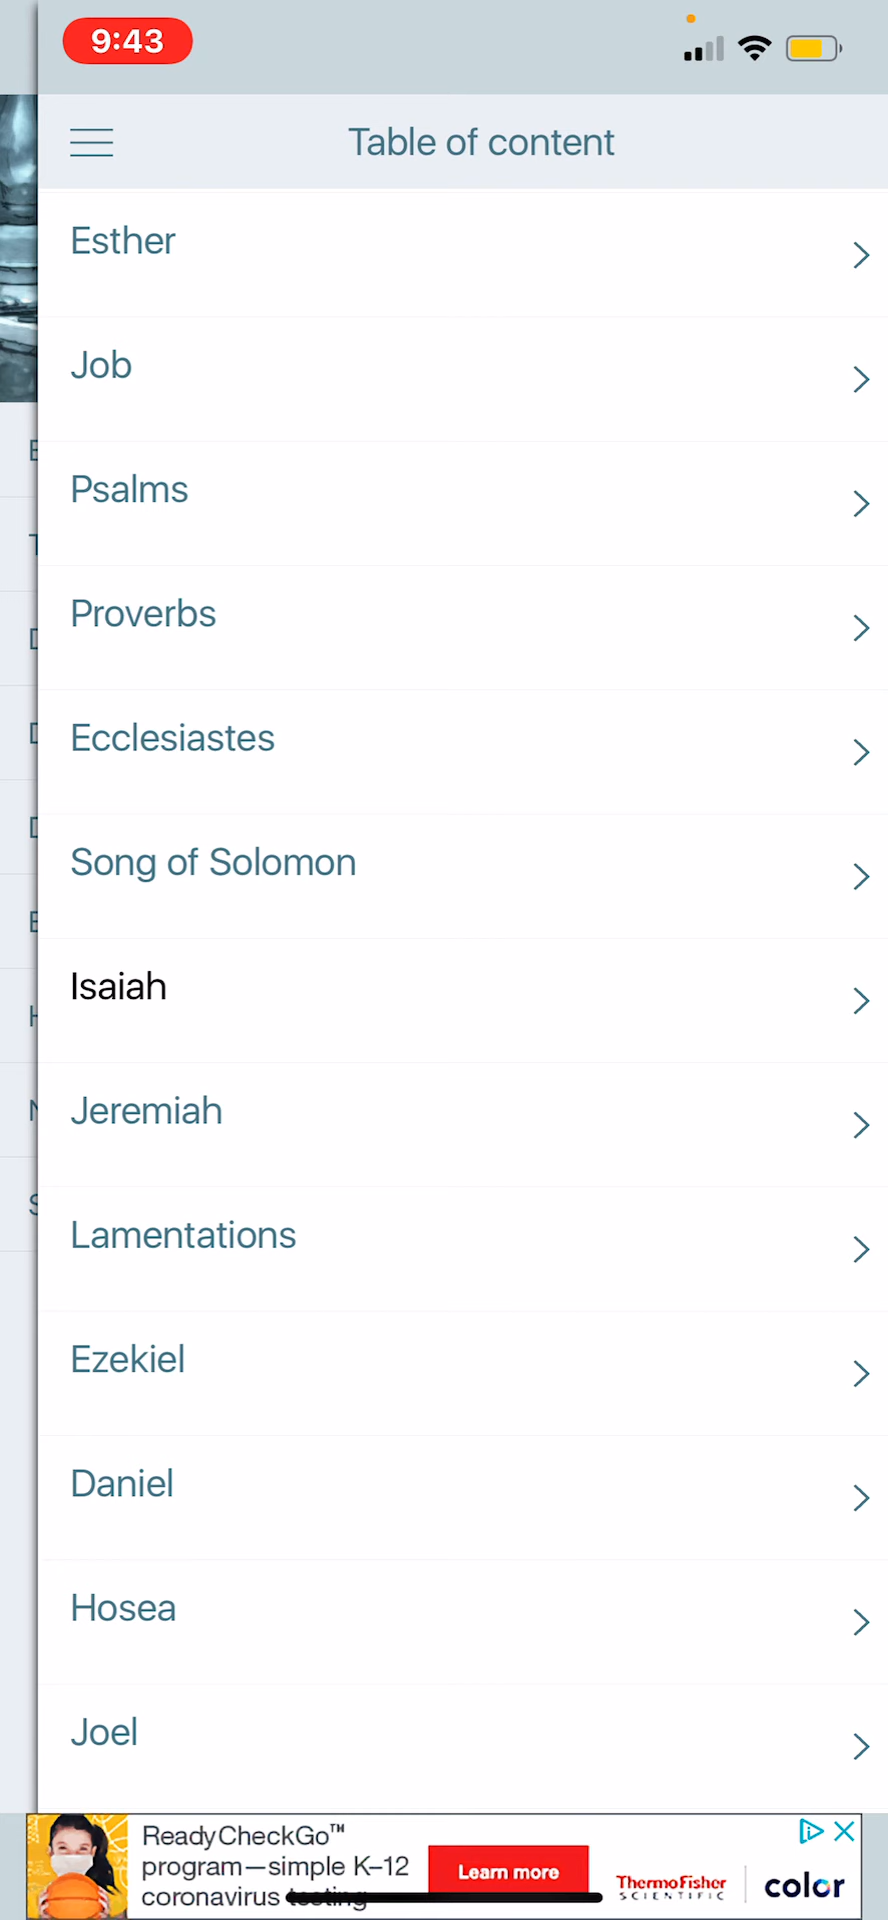 9:43
Table of content
Esther
Job
Psalms
Proverbs
Ecclesiastes
Song of Solomon
Isaiah
Jeremiah
Lamentations
Ezekiel
Daniel
Hosea
Joel
ReadyCheckGo™
program—simple K–12
coronavirus testing
Learn more
ThermoFisher
SCIENTIFIC
color